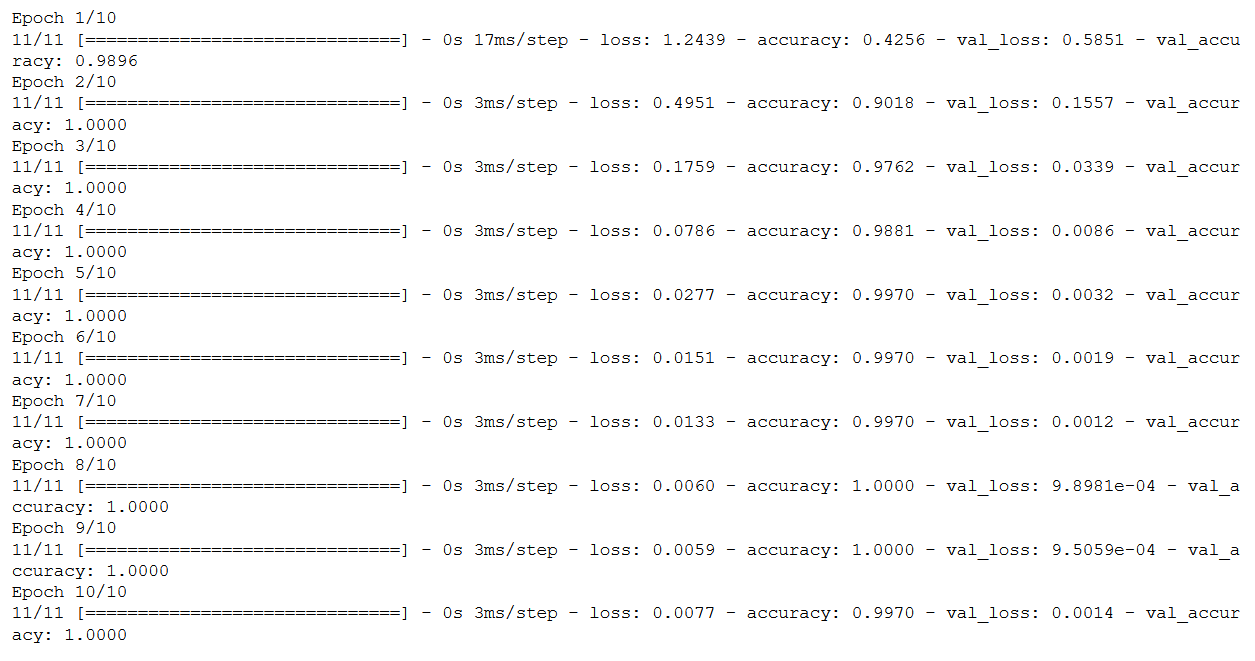 Epoch 1/10
11/11 [==============================] - 0s 17ms/step - loss: 1.2439 - accuracy: 0.4256 - val_loss: 0.5851 - val_accu
racy: 0.9896
Epoch 2/10
11/11 [==============================] - 0s 3ms/step - loss: 0.4951 - accuracy: 0.9018 - val_loss: 0.1557 - val_accur
acy: 1.0000
Epoch 3/10
11/11 [==============================] - 0s 3ms/step - loss: 0.1759 - accuracy: 0.9762 - val_loss: 0.0339 - val_accur
acy: 1.0000
Epoch 4/10
11/11 [==============================] - 0s 3ms/step - loss: 0.0786 - accuracy: 0.9881 - val_loss: 0.0086 - val_accur
acy: 1.0000
Epoch 5/10
11/11 [==============================] - 0s 3ms/step - loss: 0.0277 - accuracy: 0.9970 - val_loss: 0.0032 - val_accur
acy: 1.0000
Epoch 6/10
11/11 [==============================] - 0s 3ms/step - loss: 0.0151 - accuracy: 0.9970 - val_loss: 0.0019 - val_accur
acy: 1.0000
Epoch 7/10
11/11 [==============================] - 0s 3ms/step - loss: 0.0133 - accuracy: 0.9970 - val_loss: 0.0012 - val_accur
acy: 1.0000
Epoch 8/10
11/11 [==============================] - 0s 3ms/step - loss: 0.0060 - accuracy: 1.0000 - val_loss: 9.8981e-04 - val_a
ccuracy: 1.0000
Epoch 9/10
11/11 [==============================] - 0s 3ms/step - loss: 0.0059 - accuracy: 1.0000 - val_loss: 9.5059e-04 - val_a
ccuracy: 1.0000
Epoch 10/10
11/11 [==============================] - 0s 3ms/step - loss: 0.0077 - accuracy: 0.9970 - val_loss: 0.0014 - val_accur
acy: 1.0000